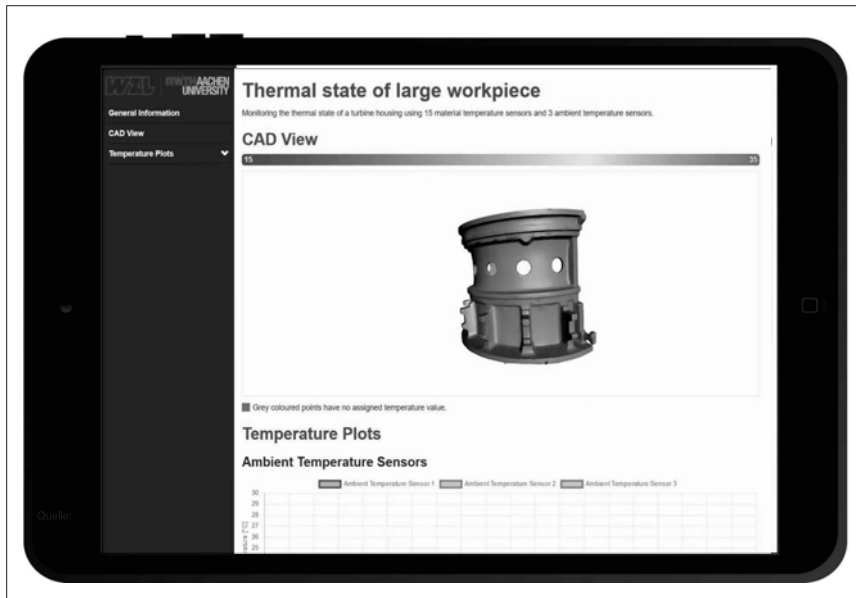 WZL RWTH AACHEN
UNIVERSITY
General Information
CAD View
Temperature Plots
Thermal state of large workpiece
Monitoring the thermal state of a turbine housing using 15 material temperature sensors and 3 ambient temperature sensors.
CAD View
15 35
Grey coloured points have no assigned temperature value.
Temperature Plots
Ambient Temperature Sensors
Ambient Temperature Sensor 1 Ambient Temperature Sensor 2 Ambient Temperature Sensor 3
30
29
28
27
26
25
rature [°C]
Quelle: